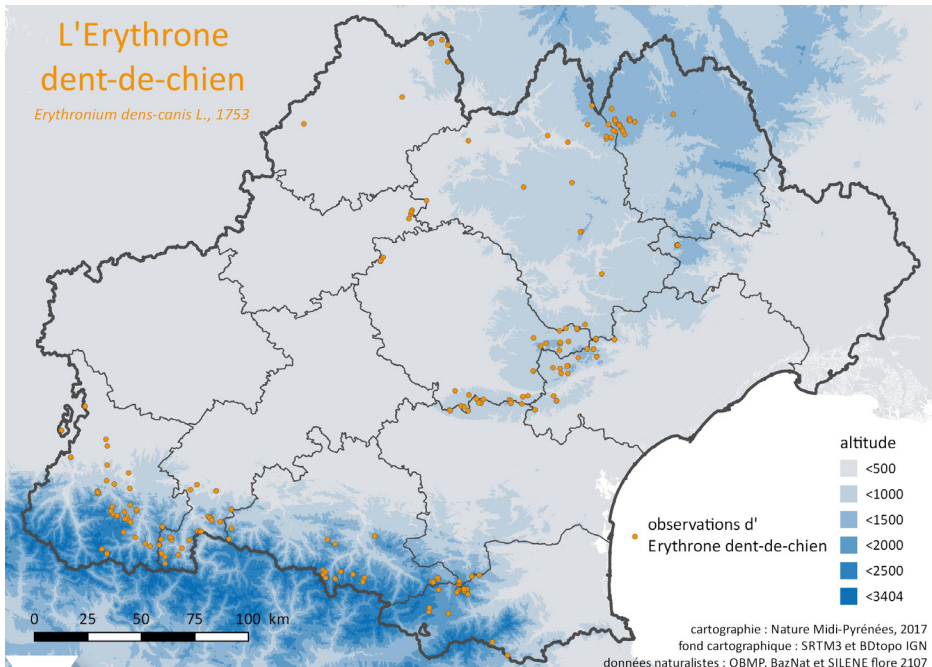 L'Erythrone
dent-de-chien
Erythronium dens-canis L., 1753
altitude
<500
<1000
<1500
<2000
<2500
<3404
observations d'
Erythrone dent-de-chien
0 25 50 75 100 km
cartographie : Nature Midi-Pyrénées, 2017
fond cartographique : SRTM3 et BDtopo IGN
données naturalistes : OBMP, BazNat et SILENE flore 2107